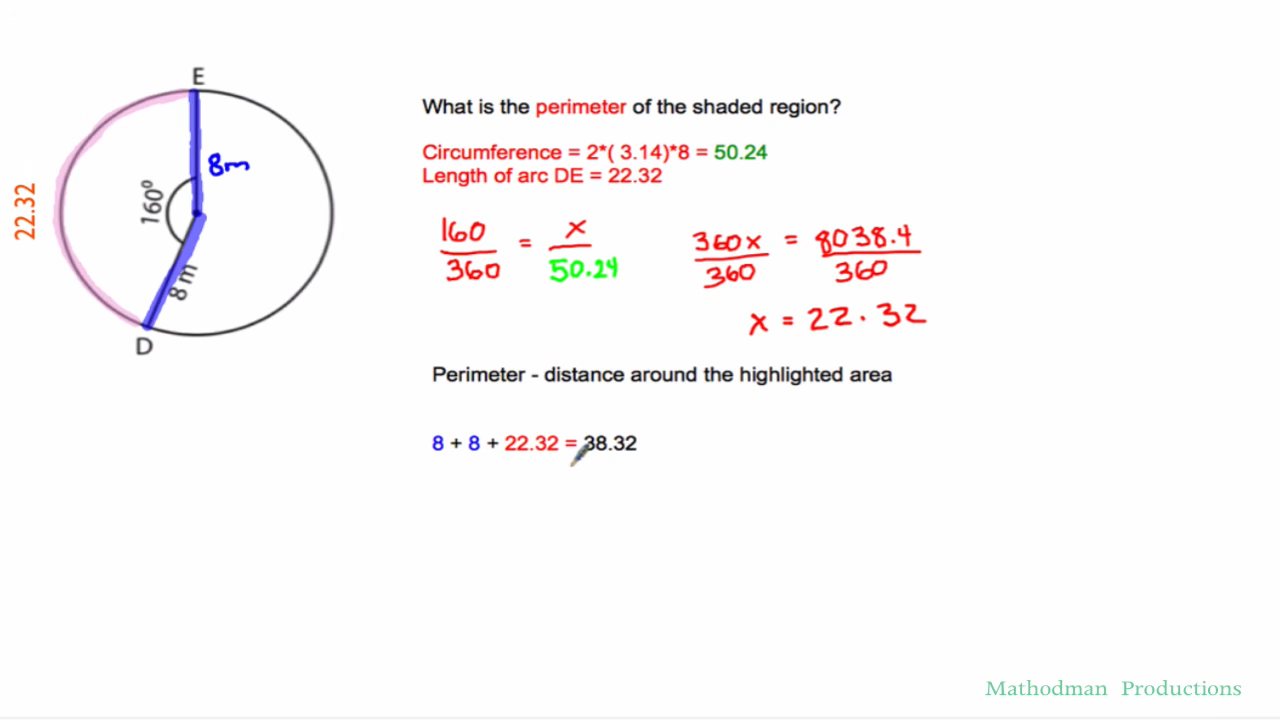 E
8m
160°
8 m
22.32
D
What is the perimeter of the shaded region?
Circumference = 2*( 3.14)*8 = 50.24
Length of arc DE = 22.32
160/360 = x/50.24
360x/360 = 8038.4/360
x = 22.32
Perimeter - distance around the highlighted area
8 + 8 + 22.32 = 38.32
Mathodman Productions